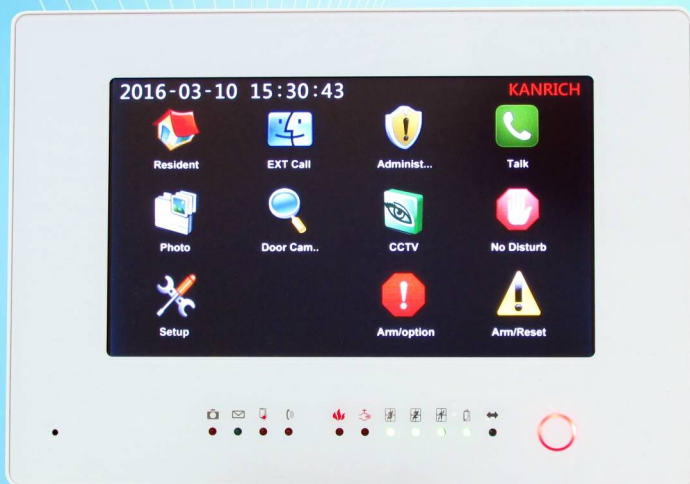 2016-03-10 15:30:43 KANRICH
Resident EXT Call Administ... Talk
Photo Door Cam.. CCTV No Disturb
Setup Arm/option Arm/Reset